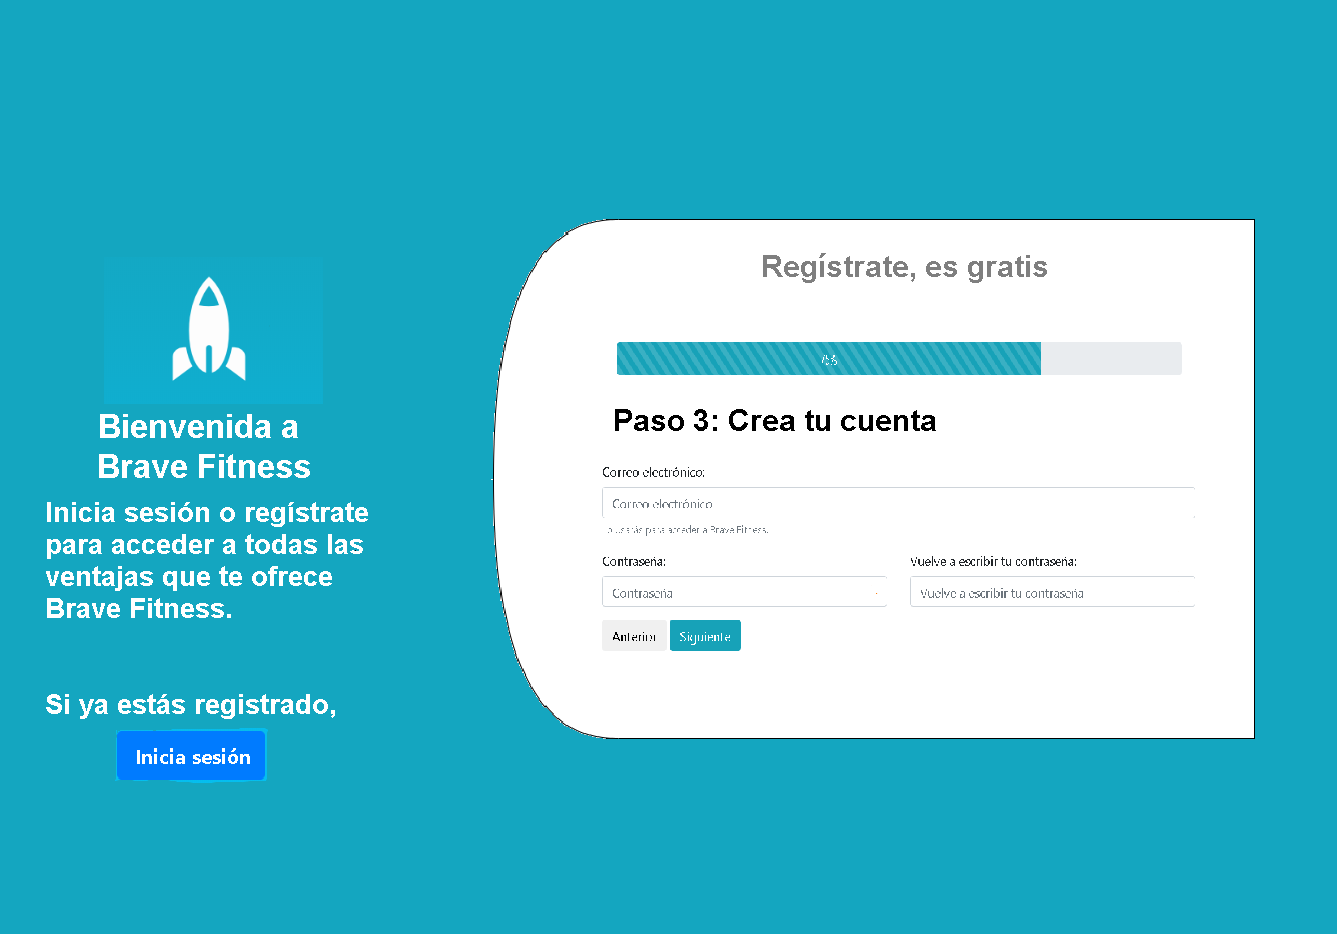 Bienvenida a
Brave Fitness
Inicia sesión o regístrate
para acceder a todas las
ventajas que te ofrece
Brave Fitness.
Si ya estás registrado,
Inicia sesión
Regístrate, es gratis
Paso 3: Crea tu cuenta
Correo electrónico:
Correo electrónico
usarás para acceder a Brave Fitness.
Contraseña:
Vuelve a escribir tu contraseña:
Contraseña
Vuelve a escribir tu contraseña
Anterior
Siguiente